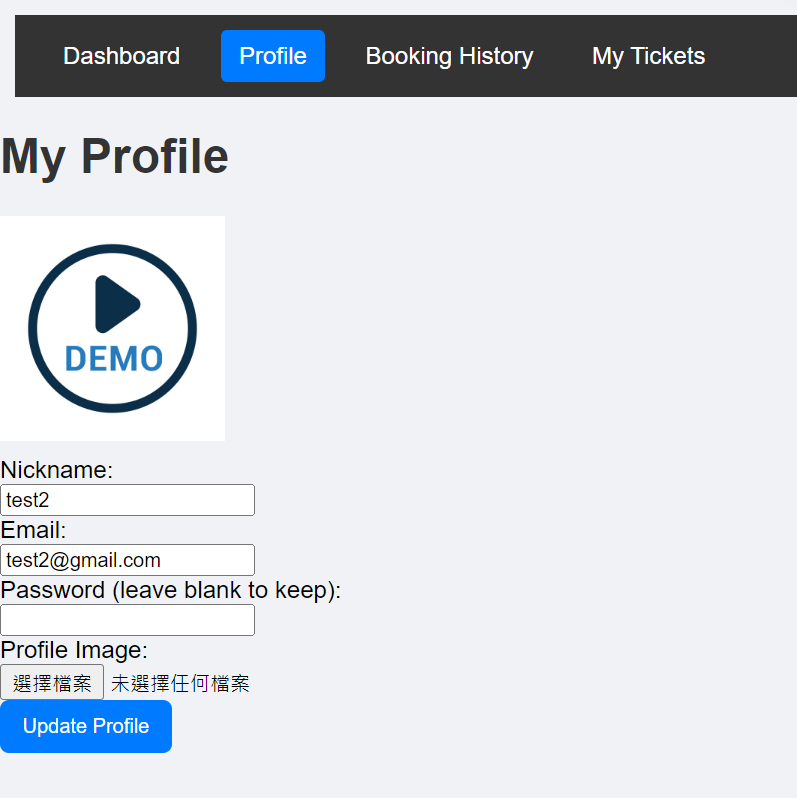 Dashboard Profile Booking History My Tickets
My Profile
DEMO
Nickname:
test2
Email:
test2@gmail.com
Password (leave blank to keep):
Profile Image:
選擇檔案 未選擇任何檔案
Update Profile